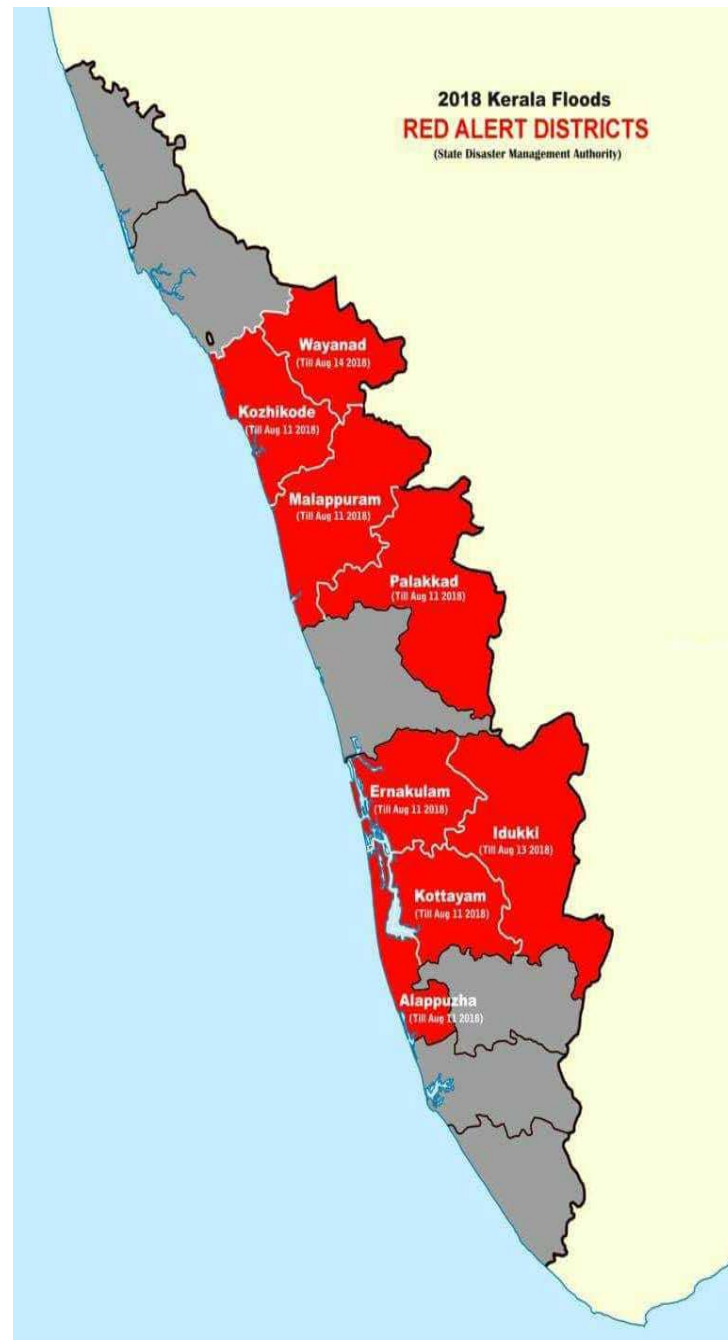 2018 Kerala Floods
RED ALERT DISTRICTS
(State Disaster Management Authority)
Wayanad
(Till Aug 14 2018)
Kozhikode
(Till Aug 11 2018)
Malappuram
(Till Aug 11 2018)
Palakkad
(Till Aug 11 2018)
Ernakulam
(Till Aug 11 2018)
Idukki
(Till Aug 13 2018)
Kottayam
(Till Aug 11 2018)
Alappuzha
(Till Aug 11 2018)